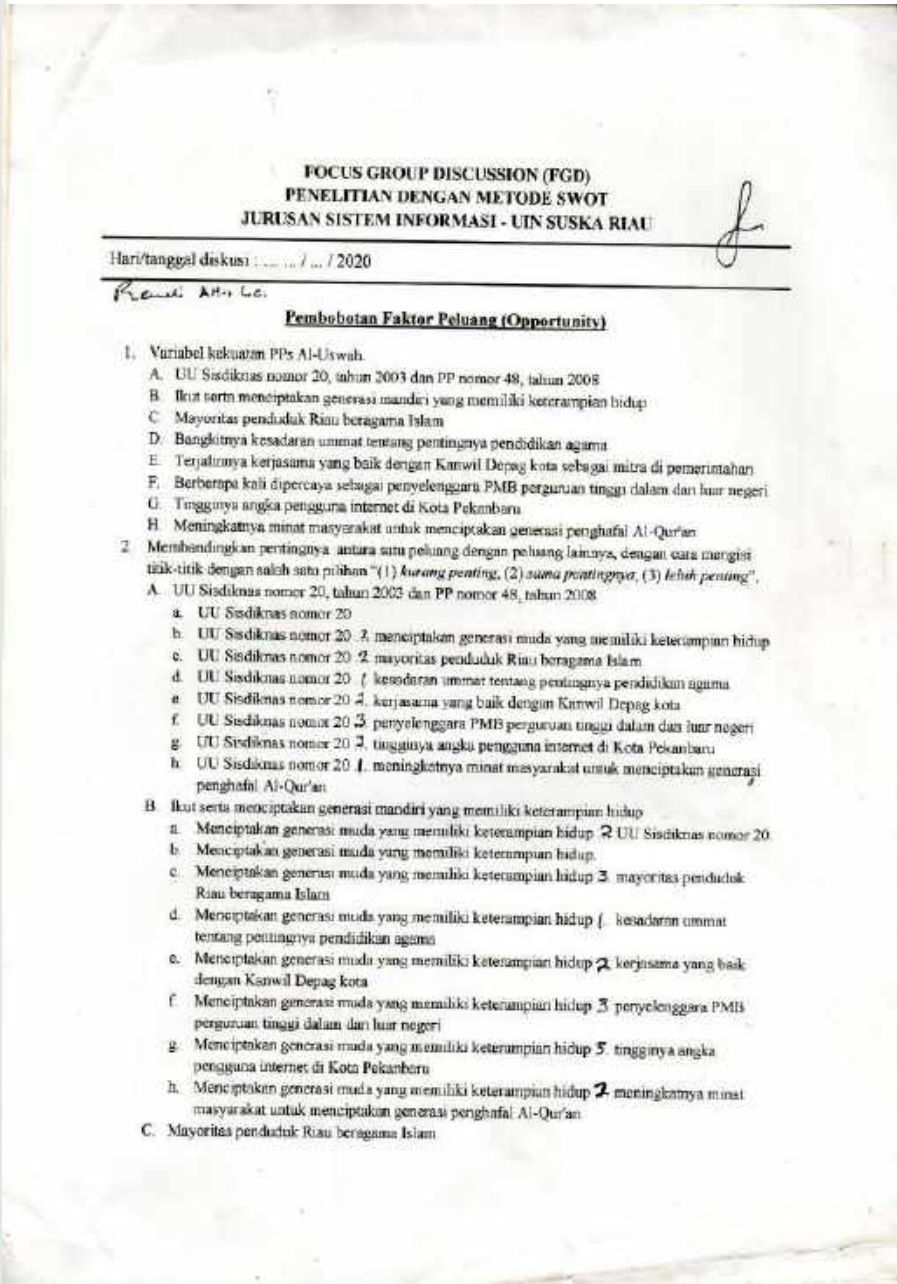 FOCUS GROUP DISCUSSION (FGD)
PENELITIAN DENGAN METODE SWOT
JURUSAN SISTEM INFORMASI - UIN SUSKA RIAU
Hari/tanggal diskusi : ... ... / ... / 2020
Pembobotan Faktor Peluang (Opportunity)
1. Variabel kekuatan PPs Al-Uswah.
A. UU Sisdiknas nomor 20, tahun 2003 dan PP nomor 48, tahun 2008
B. Ikut serta menciptakan generasi mandiri yang memiliki keterampian hidup
C. Mayoritas penduduk Riau beragama Islam
D. Bangkitnya kesadaran ummat tentang pentingnya pendidikan agama
E. Terjalinnya kerjasama yang baik dengan Kanwil Depag kota sebagai mitra di pemerintahan
F. Berberapa kali dipercaya sebagai penyelenggara PMB perguruan tinggi dalam dan luar negeri
G. Tingginya angka pengguna internet di Kota Pekanbaru
H. Meningkatnya minat masyarakat untuk menciptakan generasi penghafal Al-Qur'an
2. Membandingkan pentingnya antara satu peluang dengan peluang lainnya, dengan cara mengisi
titik-titik dengan salah satu pilihan "(1) kurang penting, (2) sama pentingnya, (3) lebih penting".
A. UU Sisdiknas nomer 20, tahun 2003 dan PP nomor 48, tahun 2008
a. UU Sisdiknas nomor 20
b. UU Sisdiknas nomor 20 menciptakan generasi muda yang memiliki keterampian hidup
c. UU Sisdiknas nomor 20 2 mayoritas penduduk Riau beragama Islam
d. UU Sisdiknas nomor 20 1 kesadaran ummat tentang pentingnya pendidikan agama
e. UU Sisdiknas nomor 20 2. kerjasama yang baik dengan Kanwil Depag kota
f. UU Sisdiknas nomor 20 3. penyelenggara PMB perguruan tinggi dalam dan luar negeri
g. UU Sisdiknas nomor 20 tingginya angka pengguna internet di Kota Pekanbaru
h. UU Sisdiknas nomor 20 1. meningkatnya minat masyarakat untuk menciptakan generasi
penghafal Al-Qur'an
B. Ikut serta menciptakan generasi mandiri yang memiliki keterampian hidup
a. Menciptakan generasi muda yang memiliki keterampian hidup 2 UU Sisdiknas nomor 20.
b. Menciptakan generasi muda yang memiliki keterampian hidup.
c. Menciptakan generasi muda yang memiliki keterampian hidup 3. mayoritas penduduk
Riau beragama Islam
d. Menciptakan generasi muda yang memiliki keterampian hidup 1. kesadaran ummat
tentang pentingnya pendidikan agama
e. Menciptakan generasi muda yang memiliki keterampian hidup 2 kerjasama yang baik
dengan Kanwil Depag kota
f. Menciptakan generasi muda yang memiliki keterampian hidup 3 penyelenggara PMB
perguruan tinggi dalam dan luar negeri
g. Menciptakan generasi muda yang memiliki keterampian hidup tingginya angka
pengguna internet di Kota Pekanbaru
h. Menciptakan generasi muda yang memiliki keterampian hidup 2 meningkatnya minat
masyarakat untuk menciptakan generasi penghafal Al-Qur'an
C. Mayoritas penduduk Riau beragama Islam